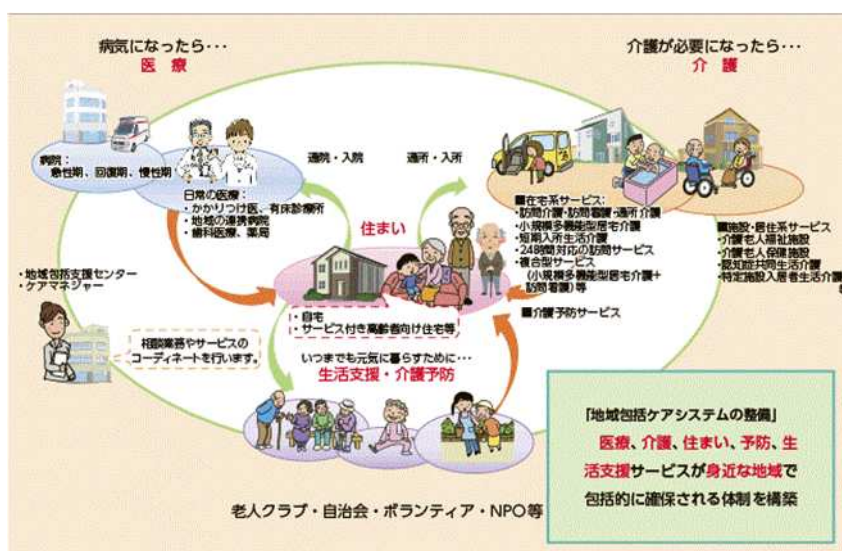 病気になったら･･･
医 療
介護が必要になったら･･･
介 護
病院：
急性期、回復期、慢性期
日常の医療：
・かかりつけ医、有床診療所
・地域の連携病院
・歯科医療、薬局
通院・入院
通所・入所
住まい
■在宅系サービス：
・訪問介護・訪問看護・通所介護
・小規模多機能型居宅介護
・短期入所生活介護
・24時間対応の訪問サービス
・複合型サービス
（小規模多機能型居宅介護＋
訪問看護）等
■介護予防サービス
■施設・居住系サービス
・介護老人福祉施設
・介護老人保健施設
・認知症共同生活介護
・特定施設入居者生活介護
等
・地域包括支援センター
・ケアマネジャー
相談業務やサービスの
コーディネートを行います。
・自宅
・サービス付き高齢者向け住宅等
いつまでも元気に暮らすために･･･
生活支援・介護予防
老人クラブ・自治会・ボランティア・NPO等
「地域包括ケアシステムの整備」
医療、介護、住まい、予防、生
活支援サービスが身近な地域で
包括的に確保される体制を構築